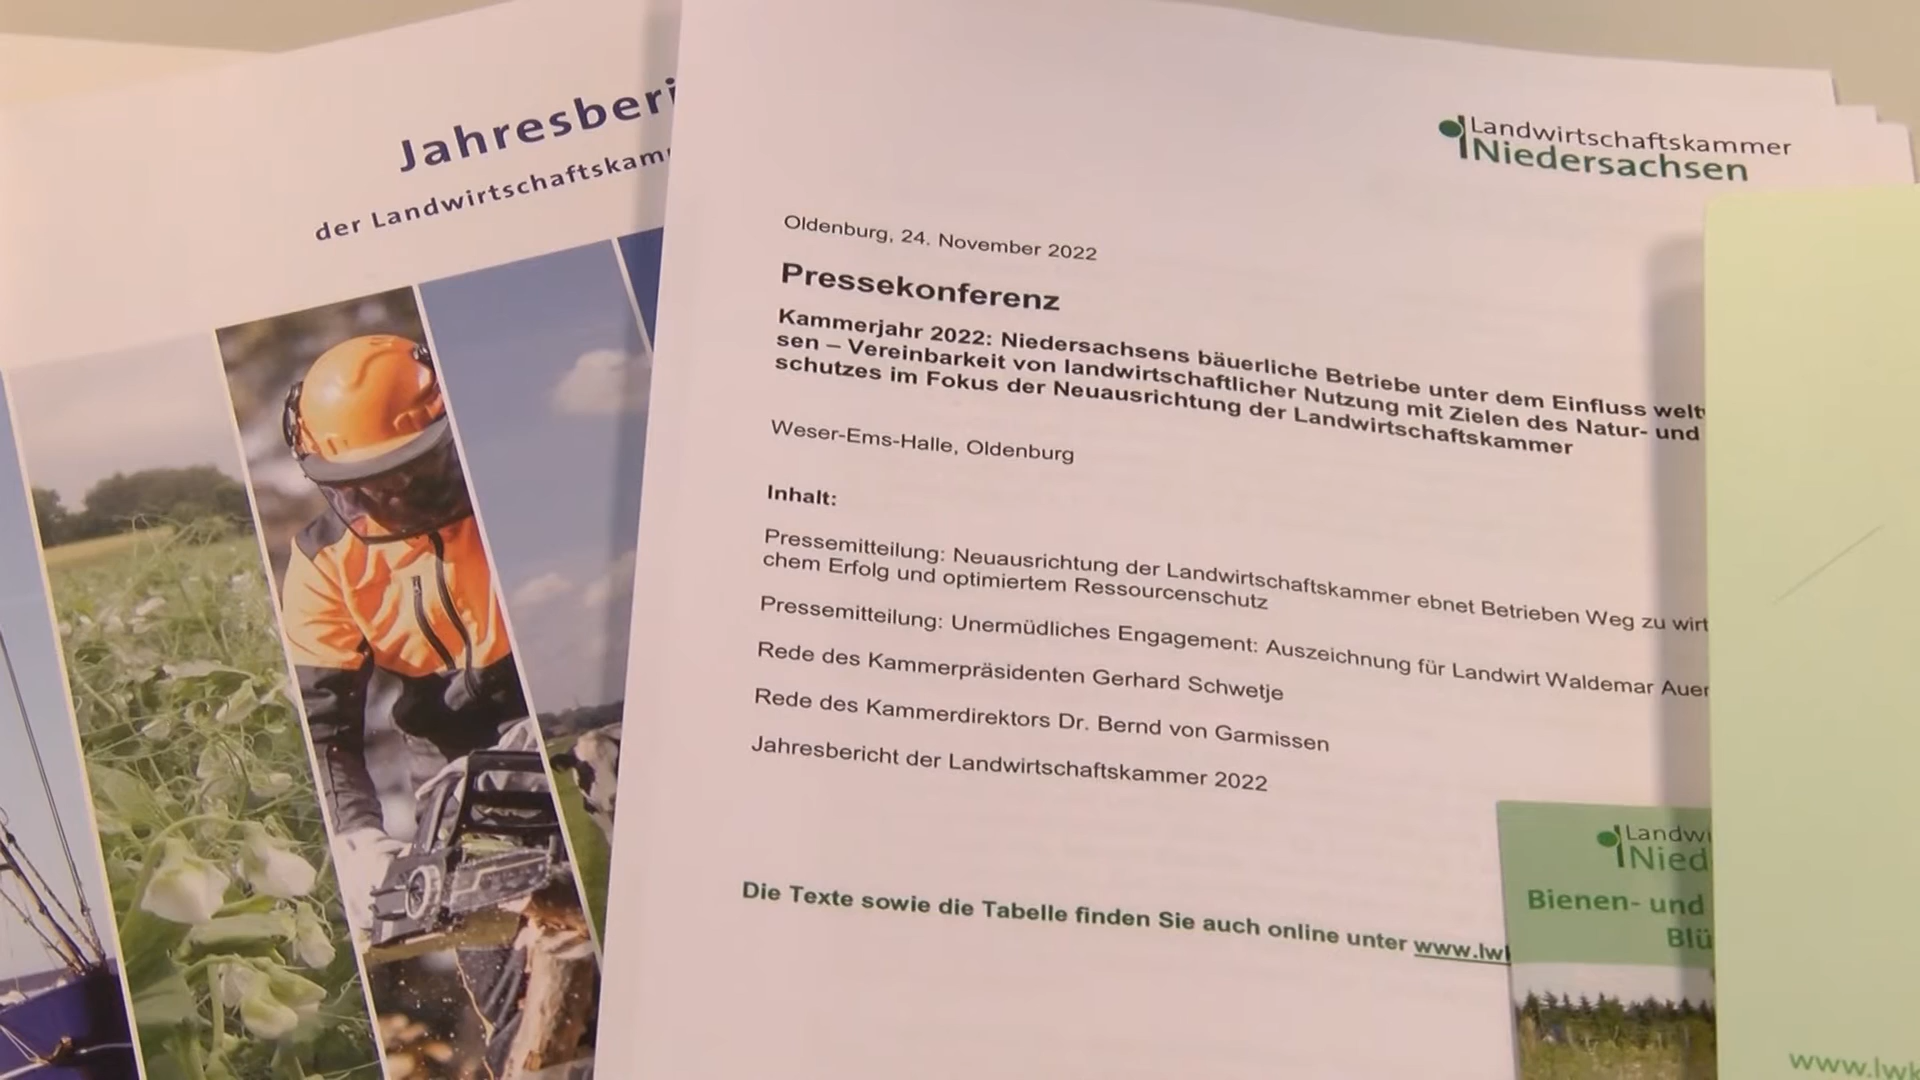 Jahresberi
der Landwirtschaftskam
Landwirtschaftskammer
Niedersachsen
Oldenburg, 24. November 2022
Pressekonferenz
Kammerjahr 2022: Niedersachsens bäuerliche Betriebe unter dem Einfluss welt
sen – Vereinbarkeit von landwirtschaftlicher Nutzung mit Zielen des Natur- und
schutzes im Fokus der Neuausrichtung der Landwirtschaftskammer
Weser-Ems-Halle, Oldenburg
Inhalt:
Pressemitteilung: Neuausrichtung der Landwirtschaftskammer ebnet Betrieben Weg zu wirt
chem Erfolg und optimiertem Ressourcenschutz
Pressemitteilung: Unermüdliches Engagement: Auszeichnung für Landwirt Waldemar Auer
Rede des Kammerpräsidenten Gerhard Schwetje
Rede des Kammerdirektors Dr. Bernd von Garmissen
Jahresbericht der Landwirtschaftskammer 2022
Die Texte sowie die Tabelle finden Sie auch online unter www.lwk
Landwi
Nied
Bienen- und
Blü
www.lwk